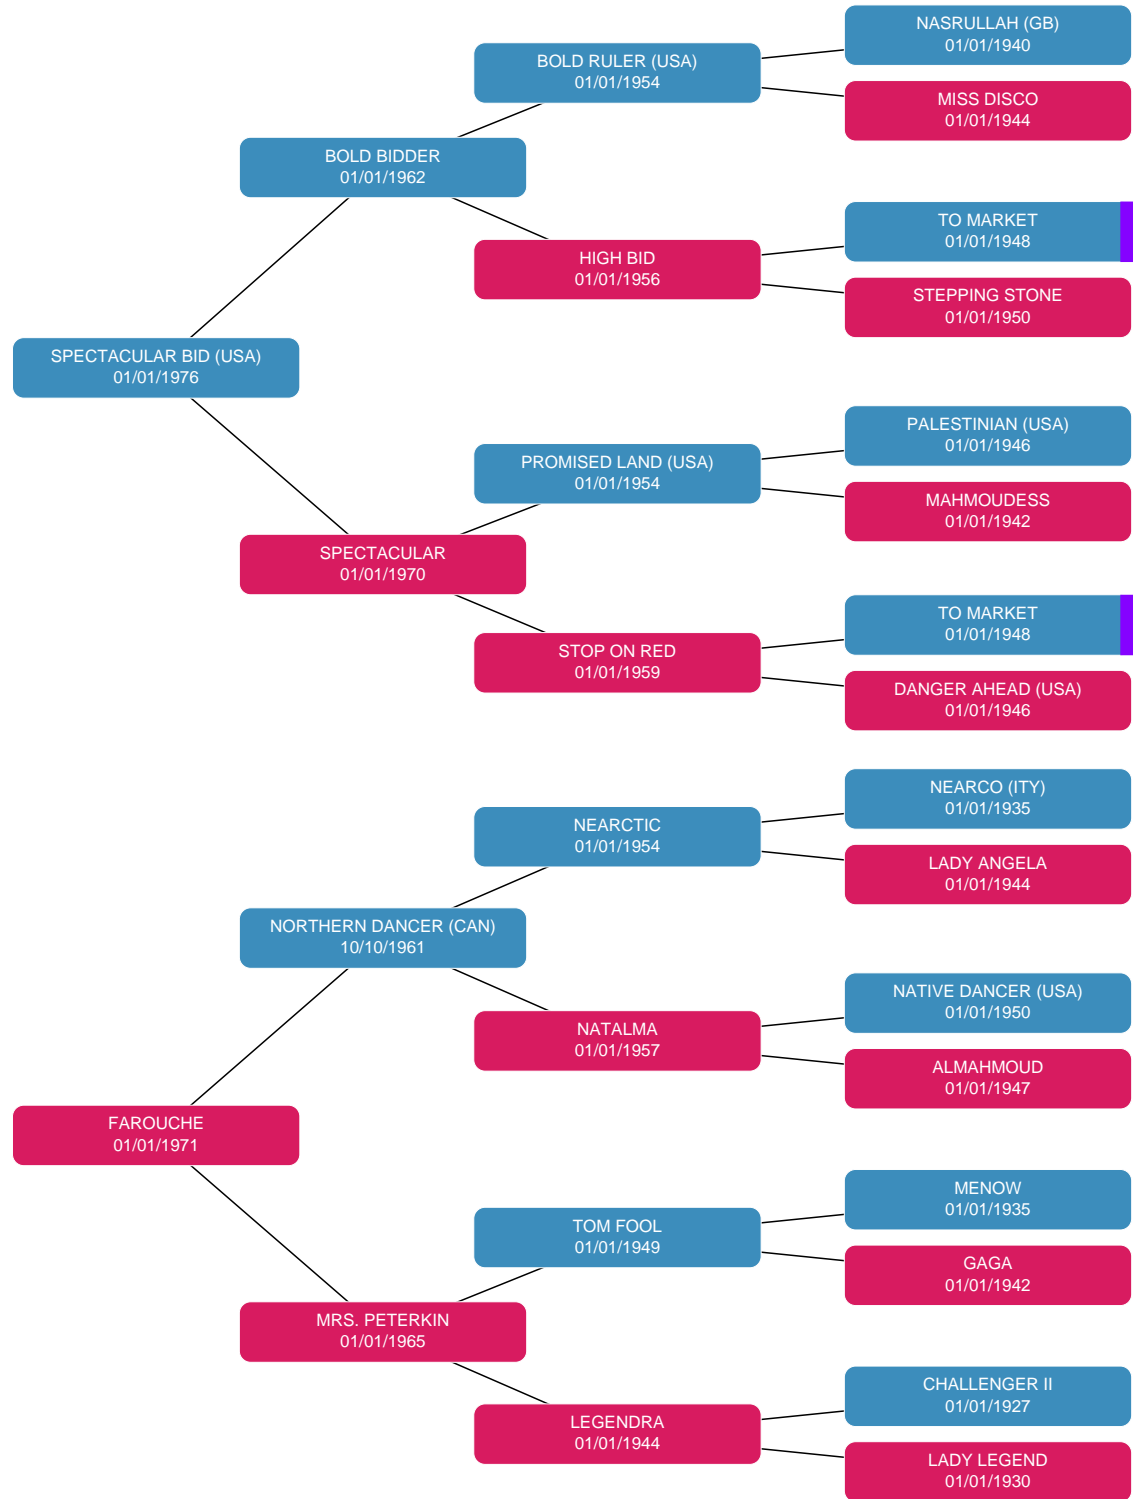 NASRULLAH (GB)
01/01/1940
BOLD RULER (USA)
01/01/1954
MISS DISCO
01/01/1944
BOLD BIDDER
01/01/1962
TO MARKET
01/01/1948
HIGH BID
01/01/1956
STEPPING STONE
01/01/1950
SPECTACULAR BID (USA)
01/01/1976
PALESTINIAN (USA)
01/01/1946
PROMISED LAND (USA)
01/01/1954
MAHMOUDESS
01/01/1942
SPECTACULAR
01/01/1970
TO MARKET
01/01/1948
STOP ON RED
01/01/1959
DANGER AHEAD (USA)
01/01/1946
NEARCO (ITY)
01/01/1935
NEARCTIC
01/01/1954
LADY ANGELA
01/01/1944
NORTHERN DANCER (CAN)
10/10/1961
NATIVE DANCER (USA)
01/01/1950
NATALMA
01/01/1957
ALMAHMOUD
01/01/1947
FAROUCHE
01/01/1971
MENOW
01/01/1935
TOM FOOL
01/01/1949
GAGA
01/01/1942
MRS. PETERKIN
01/01/1965
CHALLENGER II
01/01/1927
LEGENDRA
01/01/1944
LADY LEGEND
01/01/1930